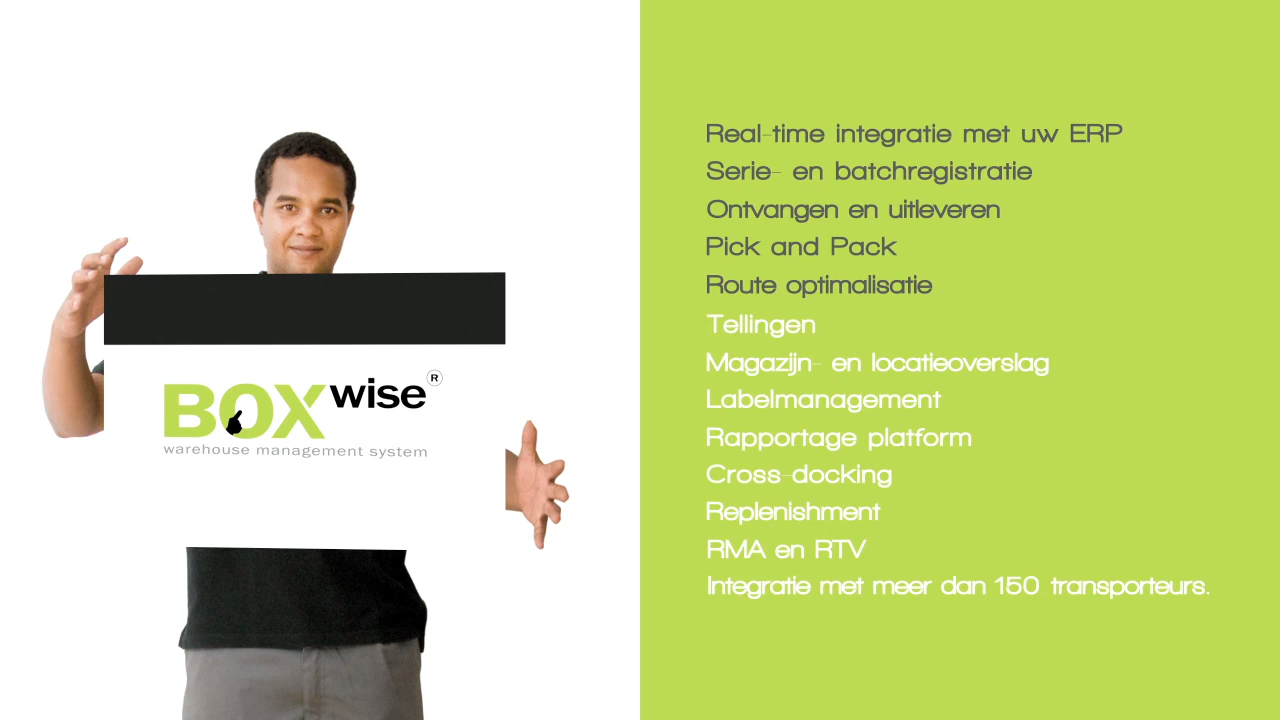 BOXwise®
warehouse management system
Real-time integratie met uw ERP
Serie- en batchregistratie
Ontvangen en uitleveren
Pick and Pack
Route optimalisatie
Tellingen
Magazijn- en locatieoverslag
Labelmanagement
Rapportage platform
Cross-docking
Replenishment
RMA en RTV
Integratie met meer dan 150 transporteurs.